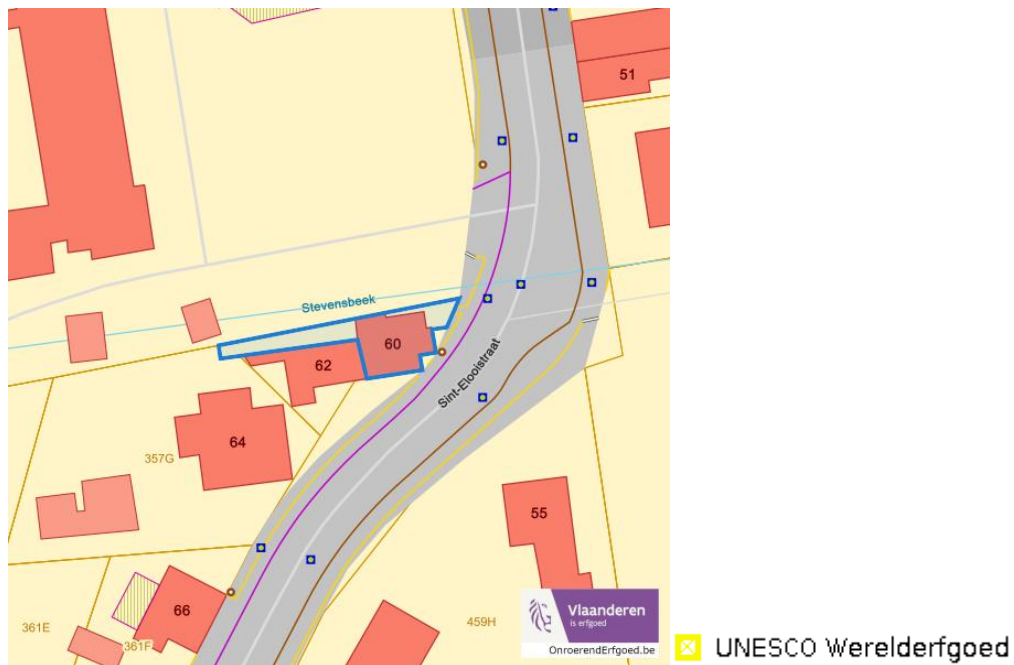 51
Stevensbeek
60
62
Sint-Elooistraat
64
357G
55
66
361E
361F
459H
Vlaanderen
is erfgoed
OnroerendErfgoed.be
UNESCO Werelderfgoed